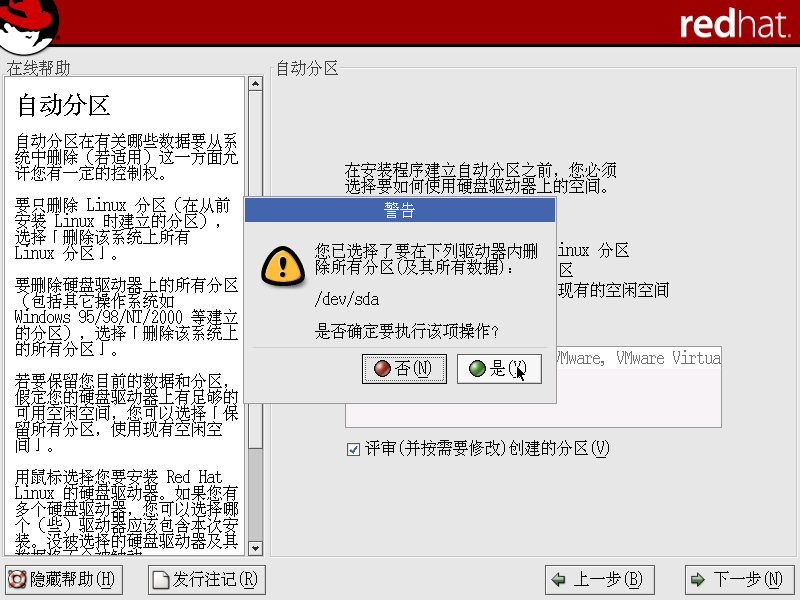 redhat.
在线帮助
自动分区
自动分区在有关哪些数据要从系
统中删除（若适用）这一方面允
许您有一定的控制权。
要只删除 Linux 分区（在从前
安装 Linux 时建立的分区），
选择「删除该系统上所有
Linux 分区」。
要删除硬盘驱动器上的所有分区
（包括其它操作系统如
Windows 95/98/NT/2000 等建立
的分区），选择「删除该系统上
的所有分区」。
若要保留您目前的数据和分区，
假定您的硬盘驱动器上有足够的
可用空闲空间，您可以选择「保
留所有分区，使用现有空闲空
间」。
用鼠标选择您要安装 Red Hat
Linux 的硬盘驱动器。如果您有
多个硬盘驱动器，您可以选择哪
个（些）驱动器应该包含本次安
装。没被选择的硬盘驱动器及其
自动分区
在安装程序建立自动分区之前，您必须
选择要如何使用硬盘驱动器上的空间。
inux 分区
区
现有的空闲空间
VMware, VMware Virtua
警告
您已选择了要在下列驱动器内删
除所有分区(及其所有数据)：
/dev/sda
是否确定要执行该项操作？
否(N)
是(Y)
评审(并按需要修改)创建的分区(V)
隐藏帮助(H)
发行注记(R)
上一步(B)
下一步(N)